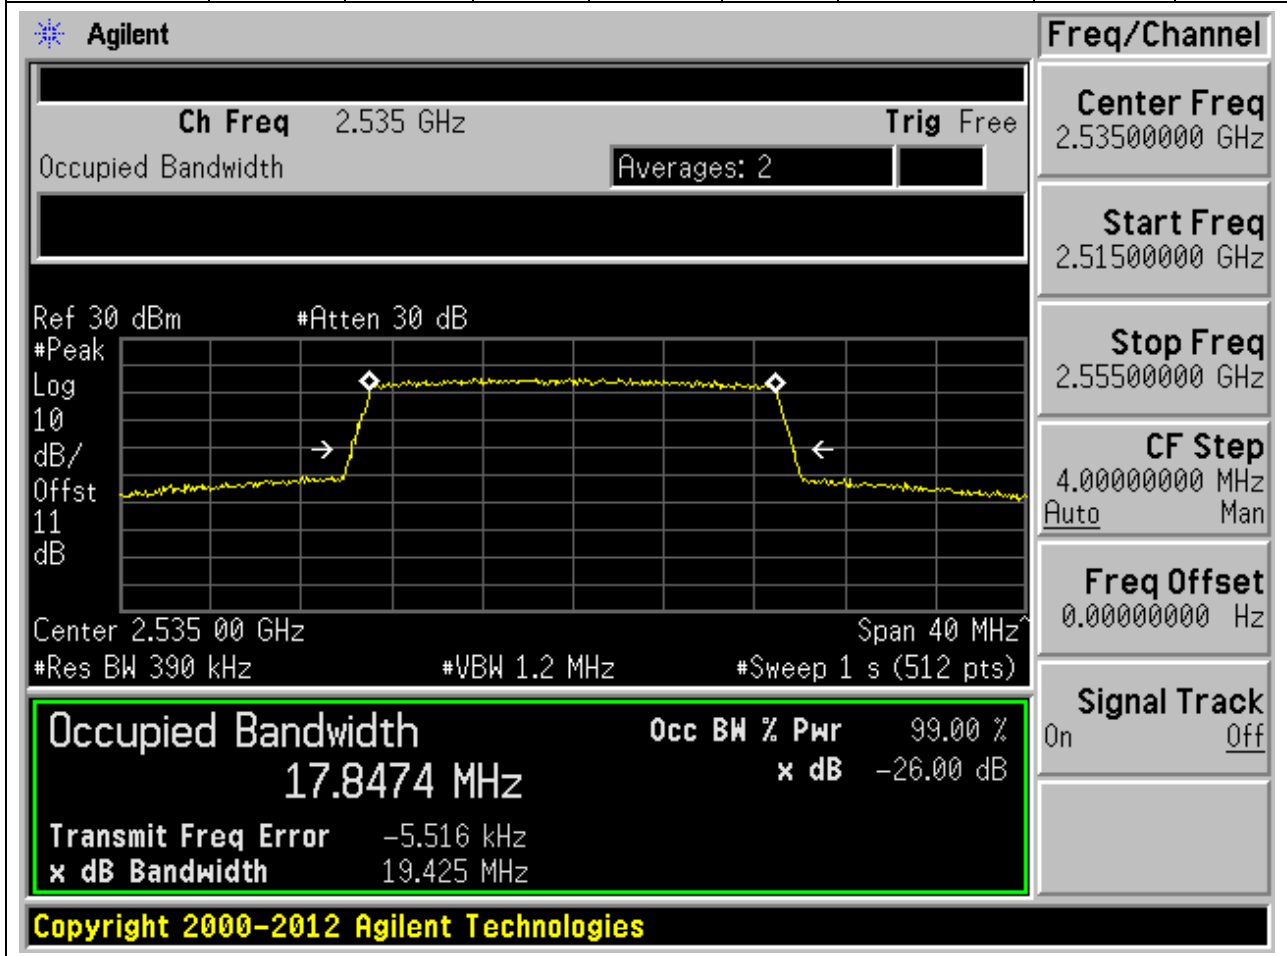 Agilent
Freq/Channel
Ch Freq 2.535 GHz Trig Free
Occupied Bandwidth Averages: 2
Center Freq
2.53500000 GHz
Start Freq
2.51500000 GHz
Stop Freq
2.55500000 GHz
CF Step
4.00000000 MHz
Auto Man
Freq Offset
0.00000000 Hz
Signal Track
On Off
Ref 30 dBm #Atten 30 dB
#Peak
Log
10
dB/
Offst
11
dB
Center 2.535 00 GHz Span 40 MHz^
#Res BW 390 kHz #VBW 1.2 MHz #Sweep 1 s (512 pts)
Occupied Bandwidth Occ BW % Pwr 99.00 %
17.8474 MHz x dB -26.00 dB
Transmit Freq Error -5.516 kHz
x dB Bandwidth 19.425 MHz
Copyright 2000-2012 Agilent Technologies